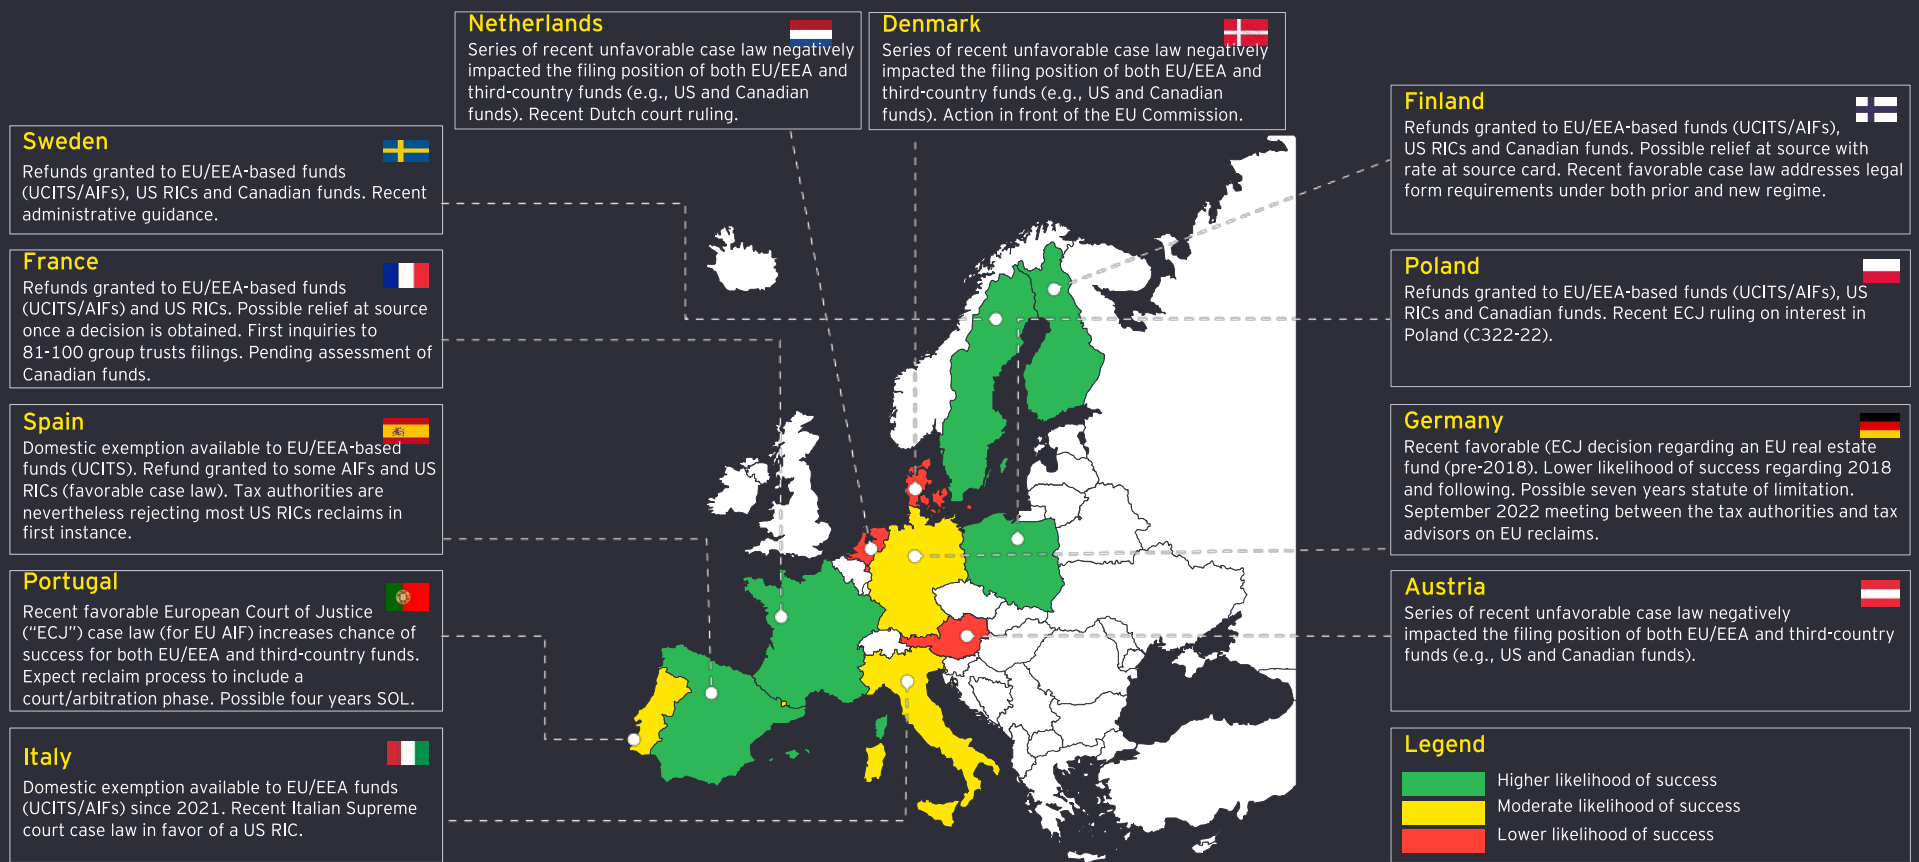 Netherlands
Series of recent unfavorable case law negatively
impacted the filing position of both EU/EEA and
third-country funds (e.g., US and Canadian
funds). Recent Dutch court ruling.
Denmark
Series of recent unfavorable case law negatively
impacted the filing position of both EU/EEA and
third-country funds (e.g., US and Canadian
funds). Action in front of the EU Commission.
Sweden
Refunds granted to EU/EEA-based funds
(UCITS/AIFs), US RICs and Canadian funds. Recent
administrative guidance.
France
Refunds granted to EU/EEA-based funds
(UCITS/AIFs) and US RICs. Possible relief at source
once a decision is obtained. First inquiries to
81-100 group trusts filings. Pending assessment of
Canadian funds.
Spain
Domestic exemption available to EU/EEA-based
funds (UCITS). Refund granted to some AIFs and US
RICs (favorable case law). Tax authorities are
nevertheless rejecting most US RICs reclaims in
first instance.
Portugal
Recent favorable European Court of Justice
(“ECJ”) case law (for EU AIF) increases chance of
success for both EU/EEA and third-country funds.
Expect reclaim process to include a
court/arbitration phase. Possible four years SOL.
Italy
Domestic exemption available to EU/EEA funds
(UCITS/AIFs) since 2021. Recent Italian Supreme
court case law in favor of a US RIC.
Finland
Refunds granted to EU/EEA-based funds (UCITS/AIFs),
US RICs and Canadian funds. Possible relief at source with
rate at source card. Recent favorable case law addresses legal
form requirements under both prior and new regime.
Poland
Refunds granted to EU/EEA-based funds (UCITS/AIFs), US
RICs and Canadian funds. Recent ECJ ruling on interest in
Poland (C322-22).
Germany
Recent favorable (ECJ decision regarding an EU real estate
fund (pre-2018). Lower likelihood of success regarding 2018
and following. Possible seven years statute of limitation.
September 2022 meeting between the tax authorities and tax
advisors on EU reclaims.
Austria
Series of recent unfavorable case law negatively
impacted the filing position of both EU/EEA and third-country
funds (e.g., US and Canadian funds).
Legend
Higher likelihood of success
Moderate likelihood of success
Lower likelihood of success